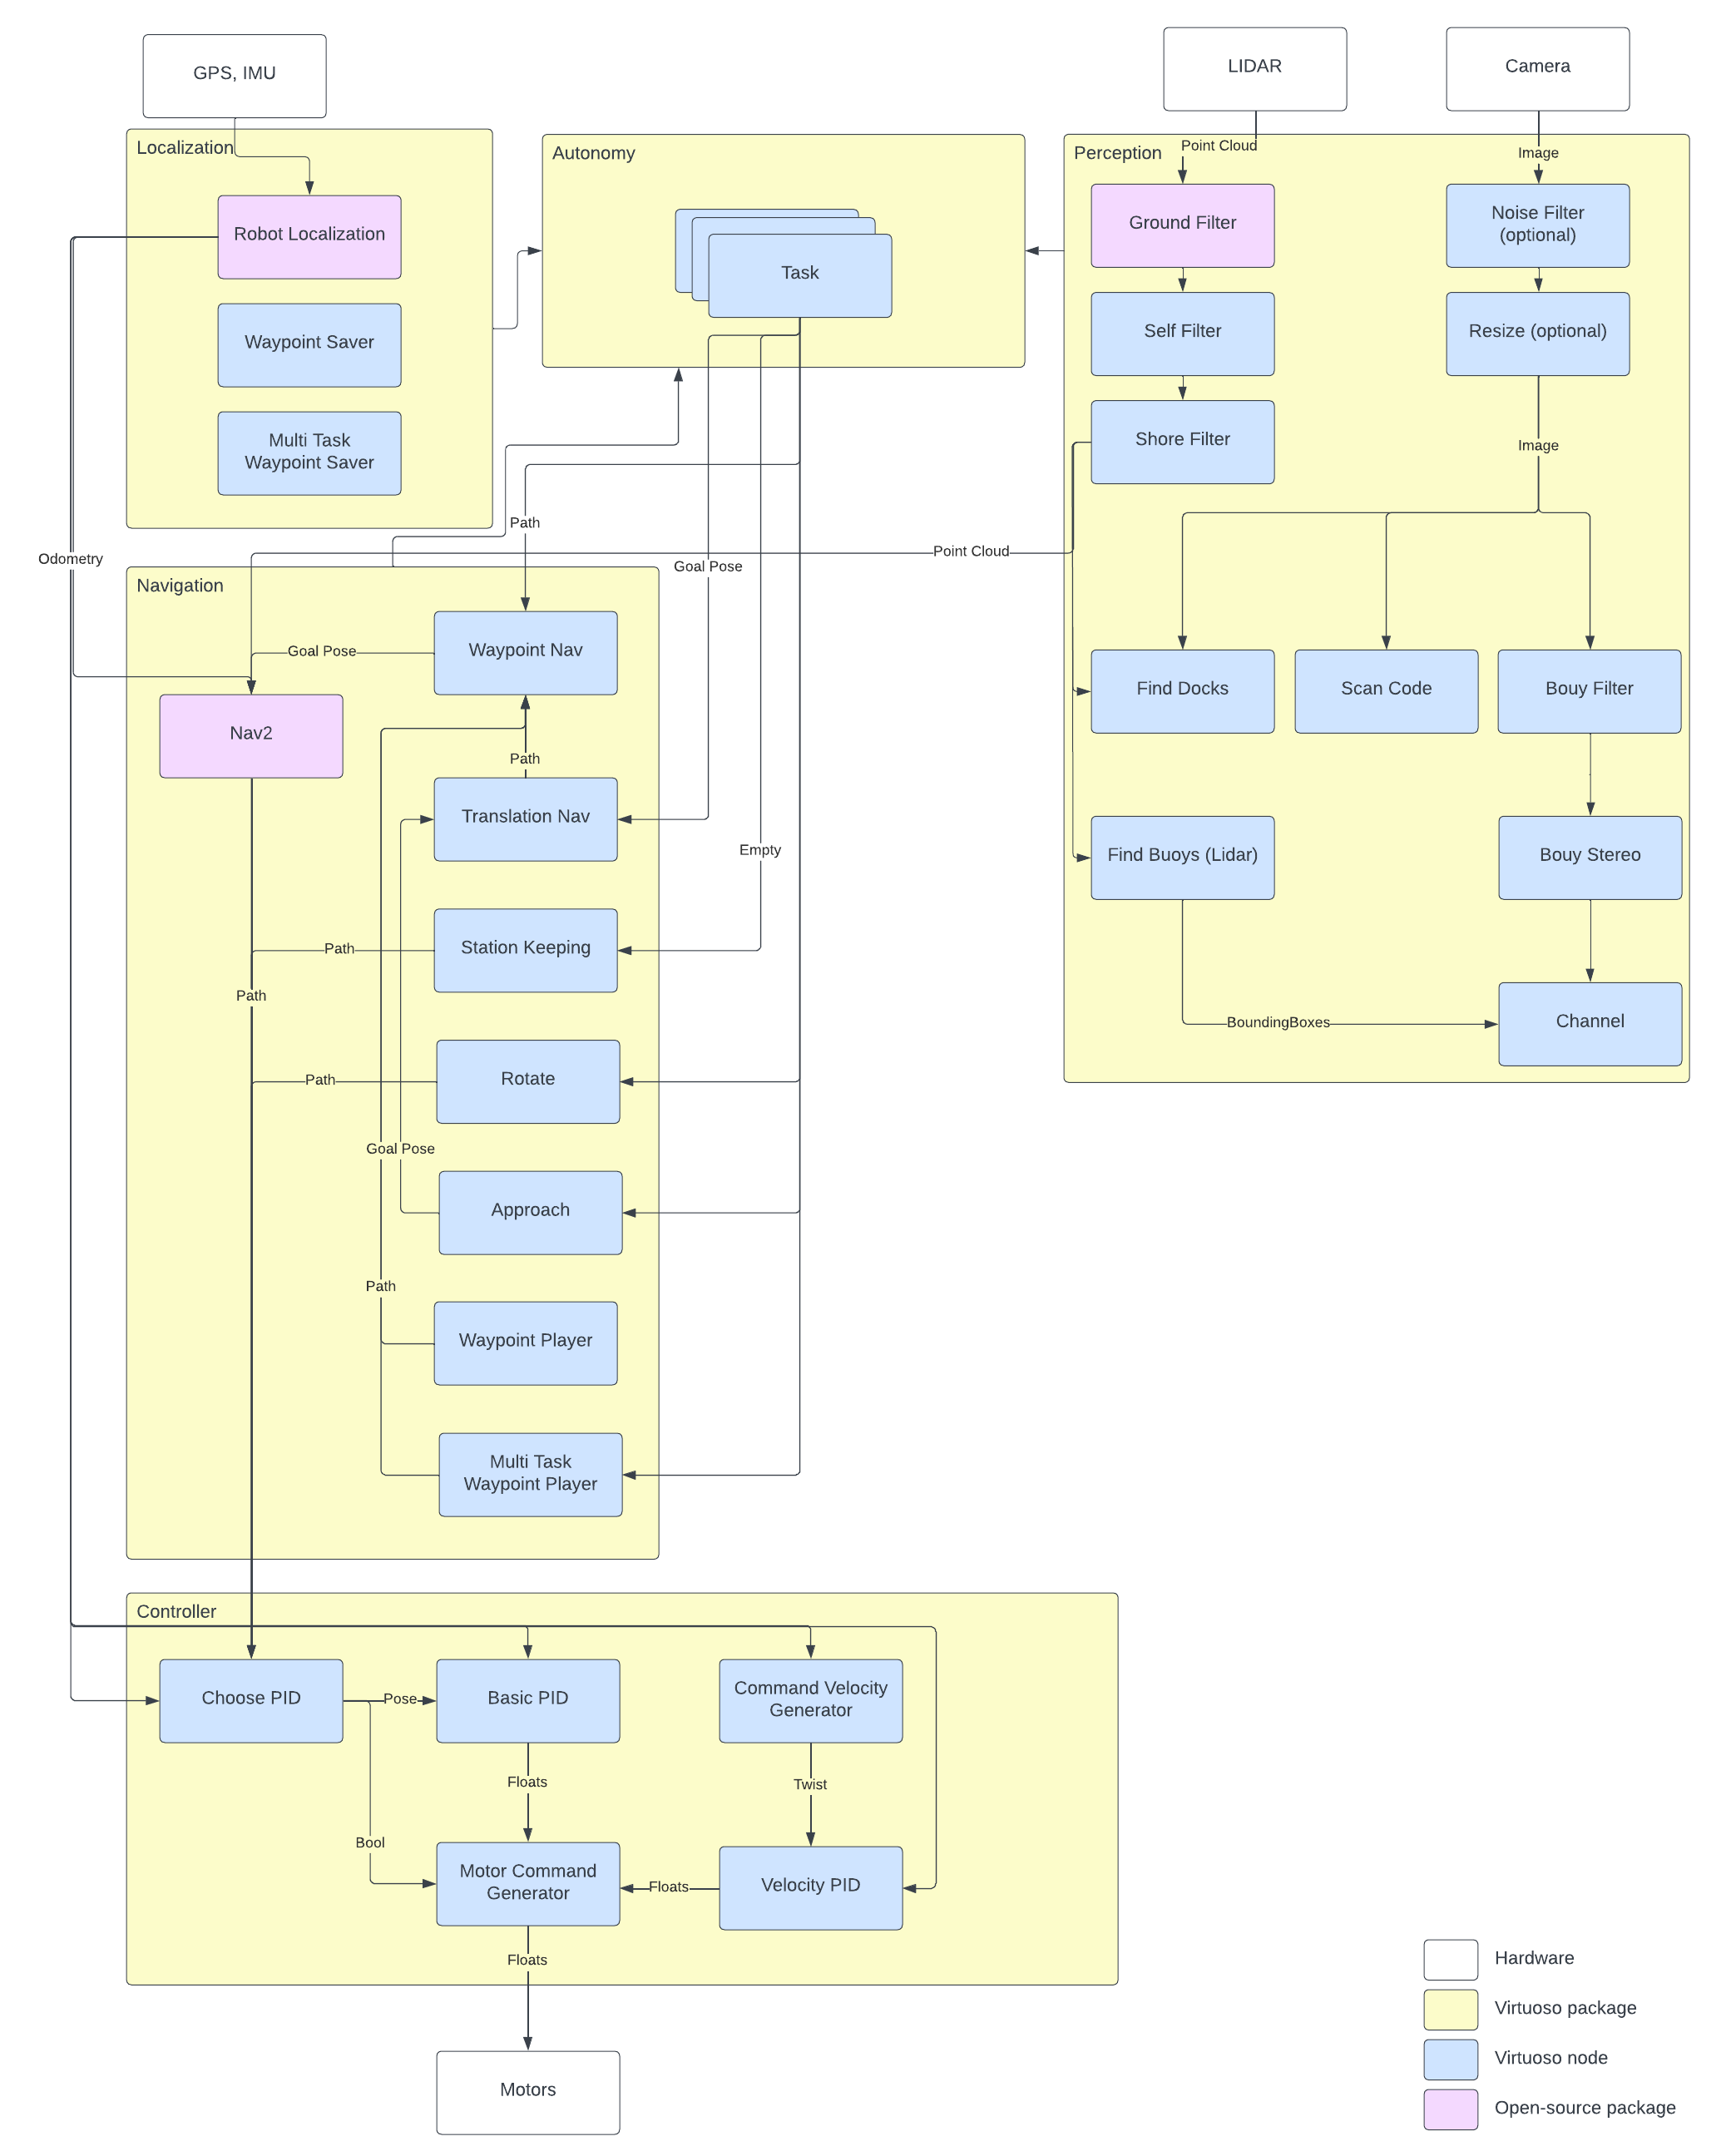 GPS, IMU
LIDAR
Camera
Localization
Robot Localization
Waypoint Saver
Multi Task
Waypoint Saver
Autonomy
Task
Perception
Point Cloud
Image
Ground Filter
Noise Filter
(optional)
Self Filter
Resize (optional)
Shore Filter
Image
Point Cloud
Find Docks
Scan Code
Bouy Filter
Find Buoys (Lidar)
Bouy Stereo
BoundingBoxes
Channel
Odometry
Path
Goal Pose
Empty
Navigation
Goal Pose
Waypoint Nav
Nav2
Path
Translation Nav
Path
Station Keeping
Path
Path
Rotate
Goal Pose
Approach
Path
Waypoint Player
Multi Task
Waypoint Player
Controller
Choose PID
Pose
Basic PID
Command Velocity
Generator
Floats
Twist
Bool
Motor Command
Generator
Floats
Velocity PID
Floats
Motors
Hardware
Virtuoso package
Virtuoso node
Open-source package